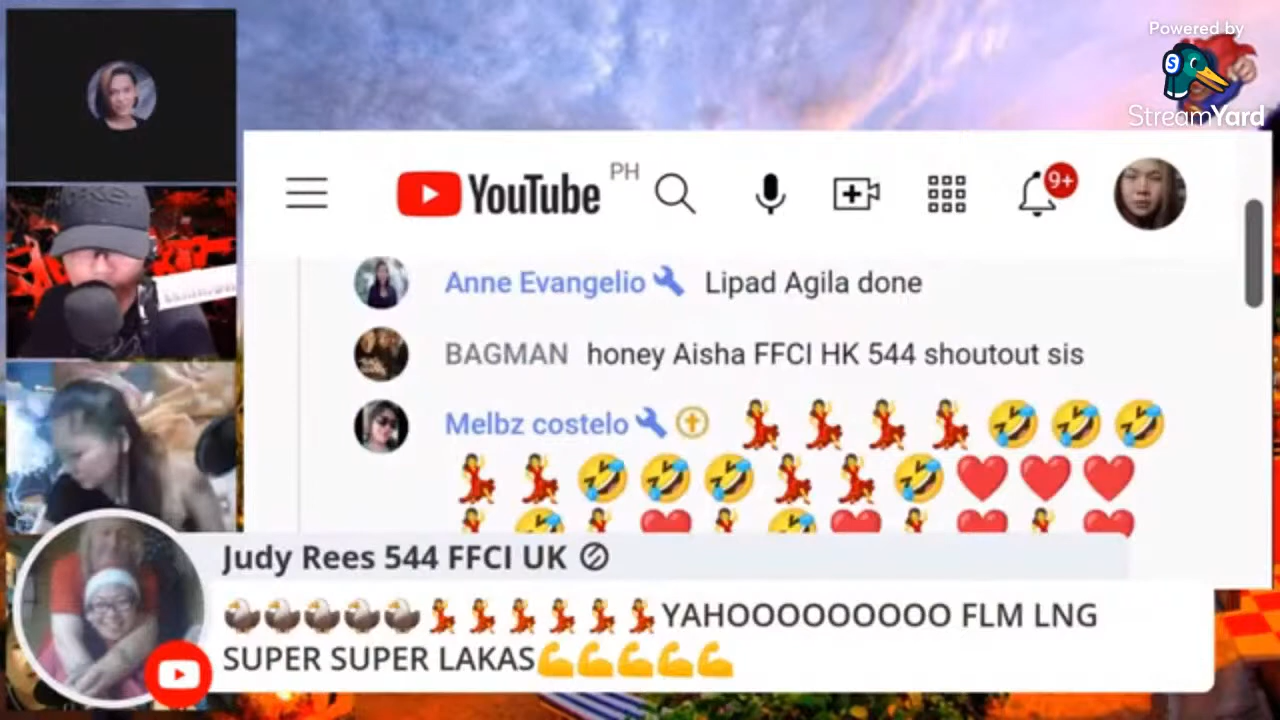 Powered by
StreamYard
YouTube PH
9+
Anne Evangelio Lipad Agila done
BAGMAN honey Aisha FFCI HK 544 shoutout sis
Melbz costelo 💃💃💃💃🤣🤣🤣
💃💃🤣🤣🤣💃💃🤣❤️❤️❤️
💃🤣💃❤️💃🤣❤️💃❤️💃❤️
Judy Rees 544 FFCI UK
🦅🦅🦅🦅🦅💃💃💃💃💃💃YAHOOOOOOOOO FLM LNG
SUPER SUPER LAKAS💪💪💪💪💪